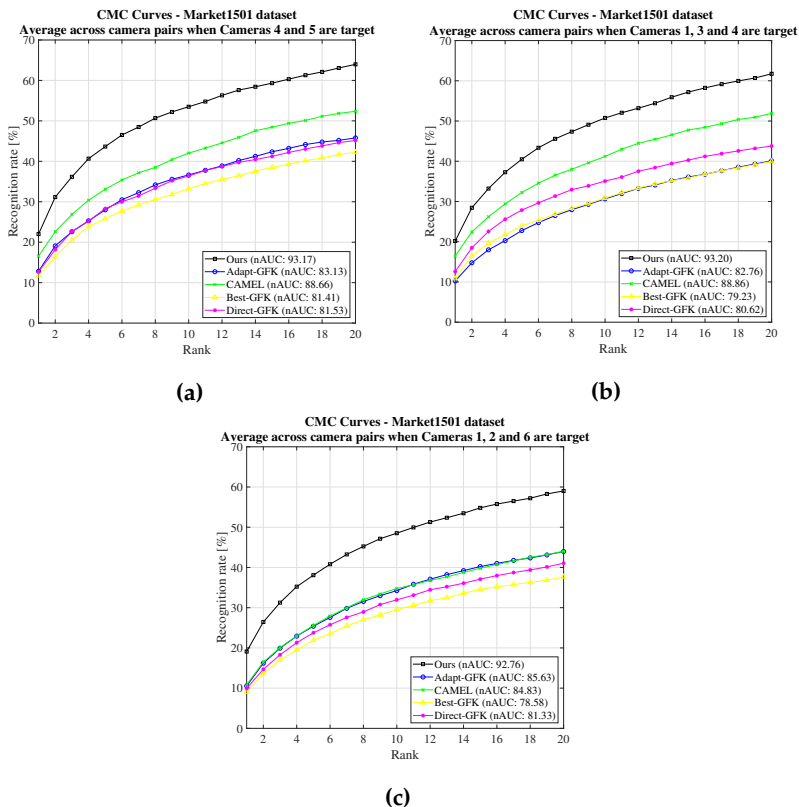 CMC Curves - Market1501 dataset
Average across camera pairs when Cameras 4 and 5 are target
70
60
50
40
30
20
10
0
Recognition rate [%]
2 4 6 8 10 12 14 16 18 20
Rank
Ours (nAUC: 93.17)
Adapt-GFK (nAUC: 83.13)
CAMEL (nAUC: 88.66)
Best-GFK (nAUC: 81.41)
Direct-GFK (nAUC: 81.53)
(a)
CMC Curves - Market1501 dataset
Average across camera pairs when Cameras 1, 3 and 4 are target
70
60
50
40
30
20
10
0
Recognition rate [%]
2 4 6 8 10 12 14 16 18 20
Rank
Ours (nAUC: 93.20)
Adapt-GFK (nAUC: 82.76)
CAMEL (nAUC: 88.86)
Best-GFK (nAUC: 79.23)
Direct-GFK (nAUC: 80.62)
(b)
CMC Curves - Market1501 dataset
Average across camera pairs when Cameras 1, 2 and 6 are target
70
60
50
40
30
20
10
0
Recognition rate [%]
2 4 6 8 10 12 14 16 18 20
Rank
Ours (nAUC: 92.76)
Adapt-GFK (nAUC: 85.63)
CAMEL (nAUC: 84.83)
Best-GFK (nAUC: 78.58)
Direct-GFK (nAUC: 81.33)
(c)